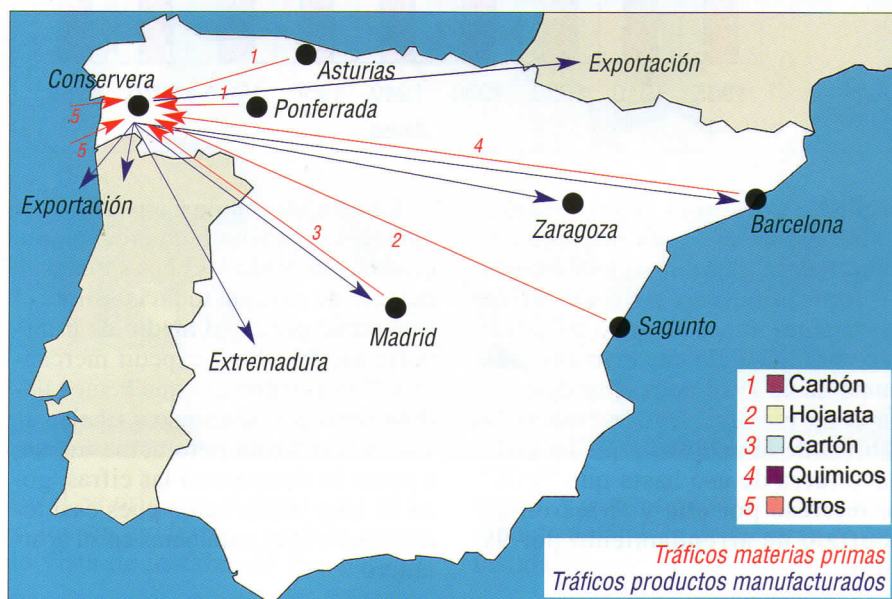 1
Asturias
Exportación
Conservera
1
Ponferrada
5
5
4
Exportación
Zaragoza
Barcelona
3
2
Madrid
Sagunto
Extremadura
1 Carbón
2 Hojalata
3 Cartón
4 Quimicos
5 Otros
Tráficos materias primas
Tráficos productos manufacturados